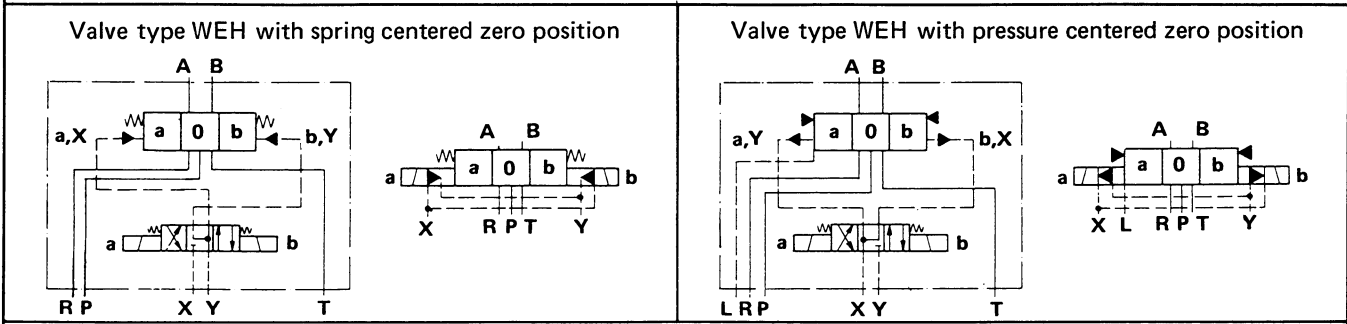 Valve type WEH with spring centered zero position
A B
a 0 b
a,X b,Y
a b
R P X Y T
A B
a 0 b
a b
X R P T Y
Valve type WEH with pressure centered zero position
A B
a 0 b
a,Y b,X
a b
L R P X Y T
A B
a 0 b
a b
X L R P T Y